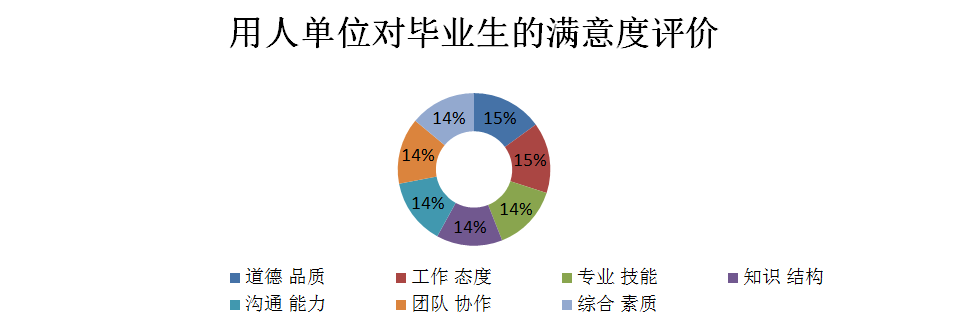 用人单位对毕业生的满意度评价
14% 15%
14% 15%
14% 14%
14%
道德 品质 工作 态度 专业 技能 知识 结构
沟通 能力 团队 协作 综合 素质